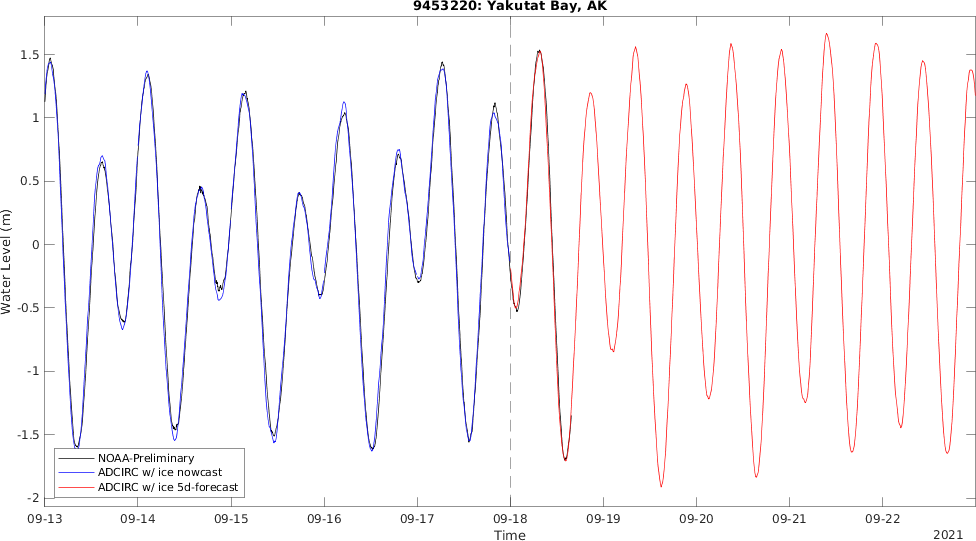 9453220: Yakutat Bay, AK
Water Level (m)
1.5
1
0.5
0
-0.5
-1
-1.5
-2
NOAA-Preliminary
ADCIRC w/ ice nowcast
ADCIRC w/ ice 5d-forecast
09-13 09-14 09-15 09-16 09-17 09-18 09-19 09-20 09-21 09-22
Time
2021